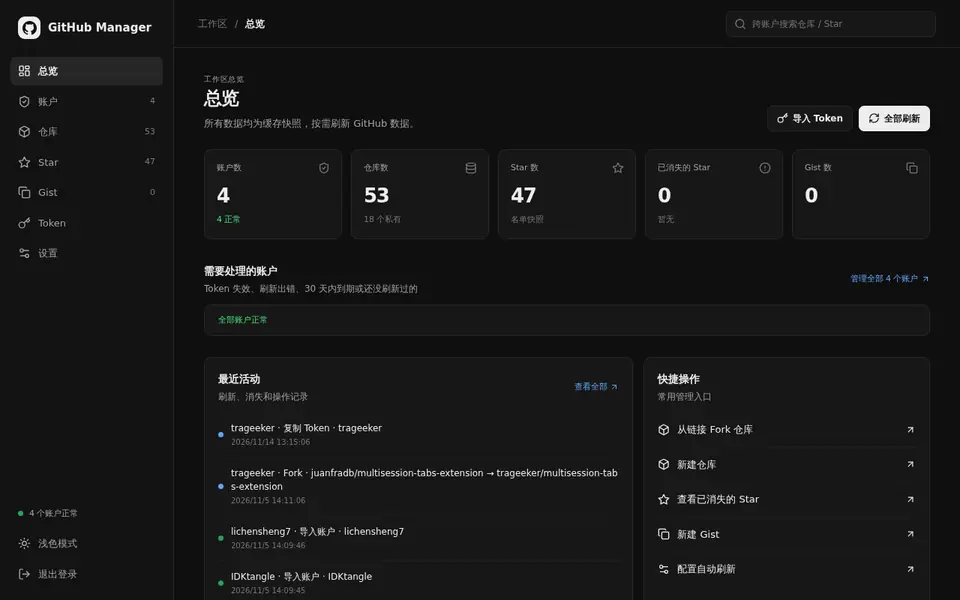 GitHub Manager
工作区 / 总览
跨账户搜索仓库 / Star
总览
账户 4
仓库 53
Star 47
Gist 0
Token
设置
4 个账户正常
浅色模式
退出登录
工作区总览
总览
所有数据均为缓存快照，按需刷新 GitHub 数据。
导入 Token
全部刷新
账户数
4
4 正常
仓库数
53
18 个私有
Star 数
47
名单快照
已消失的 Star
0
暂无
Gist 数
0
需要处理的账户
Token 失效、刷新出错、30 天内到期或还没刷新过的
管理全部 4 个账户
全部账户正常
最近活动
刷新、消失和操作记录
查看全部
trageeker · 复制 Token · trageeker
2026/11/14 13:15:06
trageeker · Fork · juanfradb/multisession-tabs-extension → trageeker/multisession-tab
s-extension
2026/11/5 14:11:06
lichensheng7 · 导入账户 · lichensheng7
2026/11/5 14:09:46
IDKtangle · 导入账户 · IDKtangle
2026/11/5 14:09:45
快捷操作
常用管理入口
从链接 Fork 仓库
新建仓库
查看已消失的 Star
新建 Gist
配置自动刷新